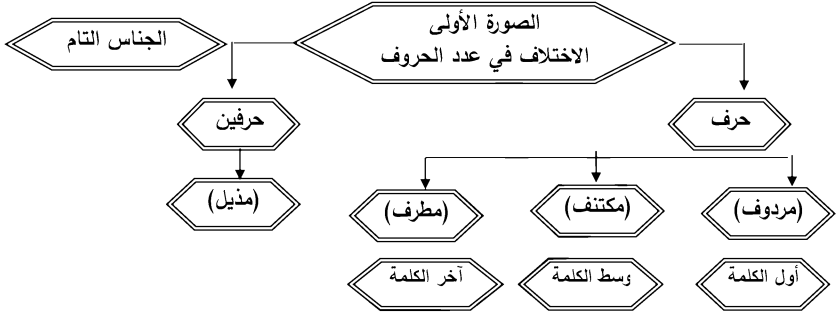 الصورة الأولى
الاختلاف في عدد الحروف
الجناس التام
حرف
حرفين
(مردوف)
(مكتنف)
(مطرف)
(مذيل)
أول الكلمة
وسط الكلمة
آخر الكلمة